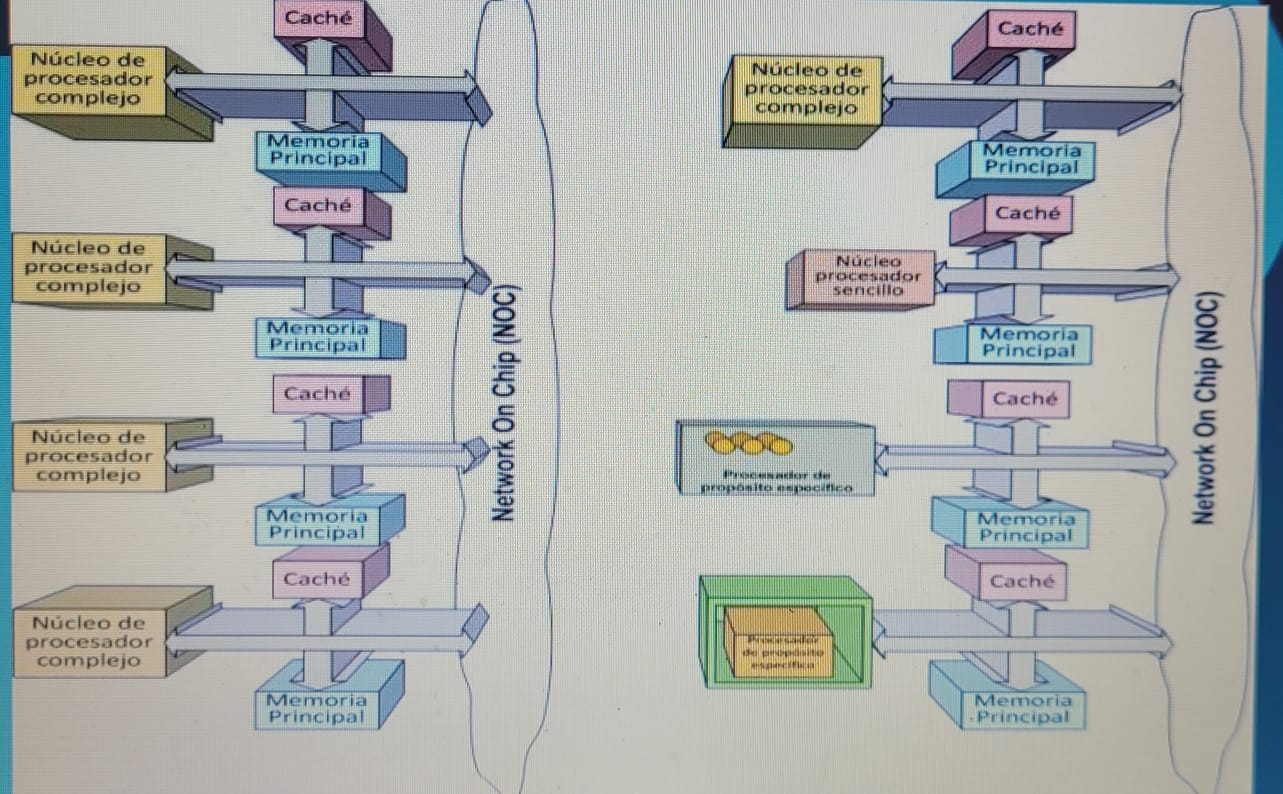 Caché
Núcleo de
procesador
complejo
Memoria
Principal
Caché
Núcleo de
procesador
complejo
Memoria
Principal
Caché
Núcleo de
procesador
complejo
Memoria
Principal
Caché
Núcleo de
procesador
complejo
Memoria
Principal
Network On Chip (NOC)
Caché
Núcleo de
procesador
complejo
Memoria
Principal
Caché
Núcleo
procesador
sencillo
Memoria
Principal
Caché
Procesador de
propósito específico
Memoria
Principal
Caché
Procesador
de propósito
específico
Memoria
Principal
Network On Chip (NOC)